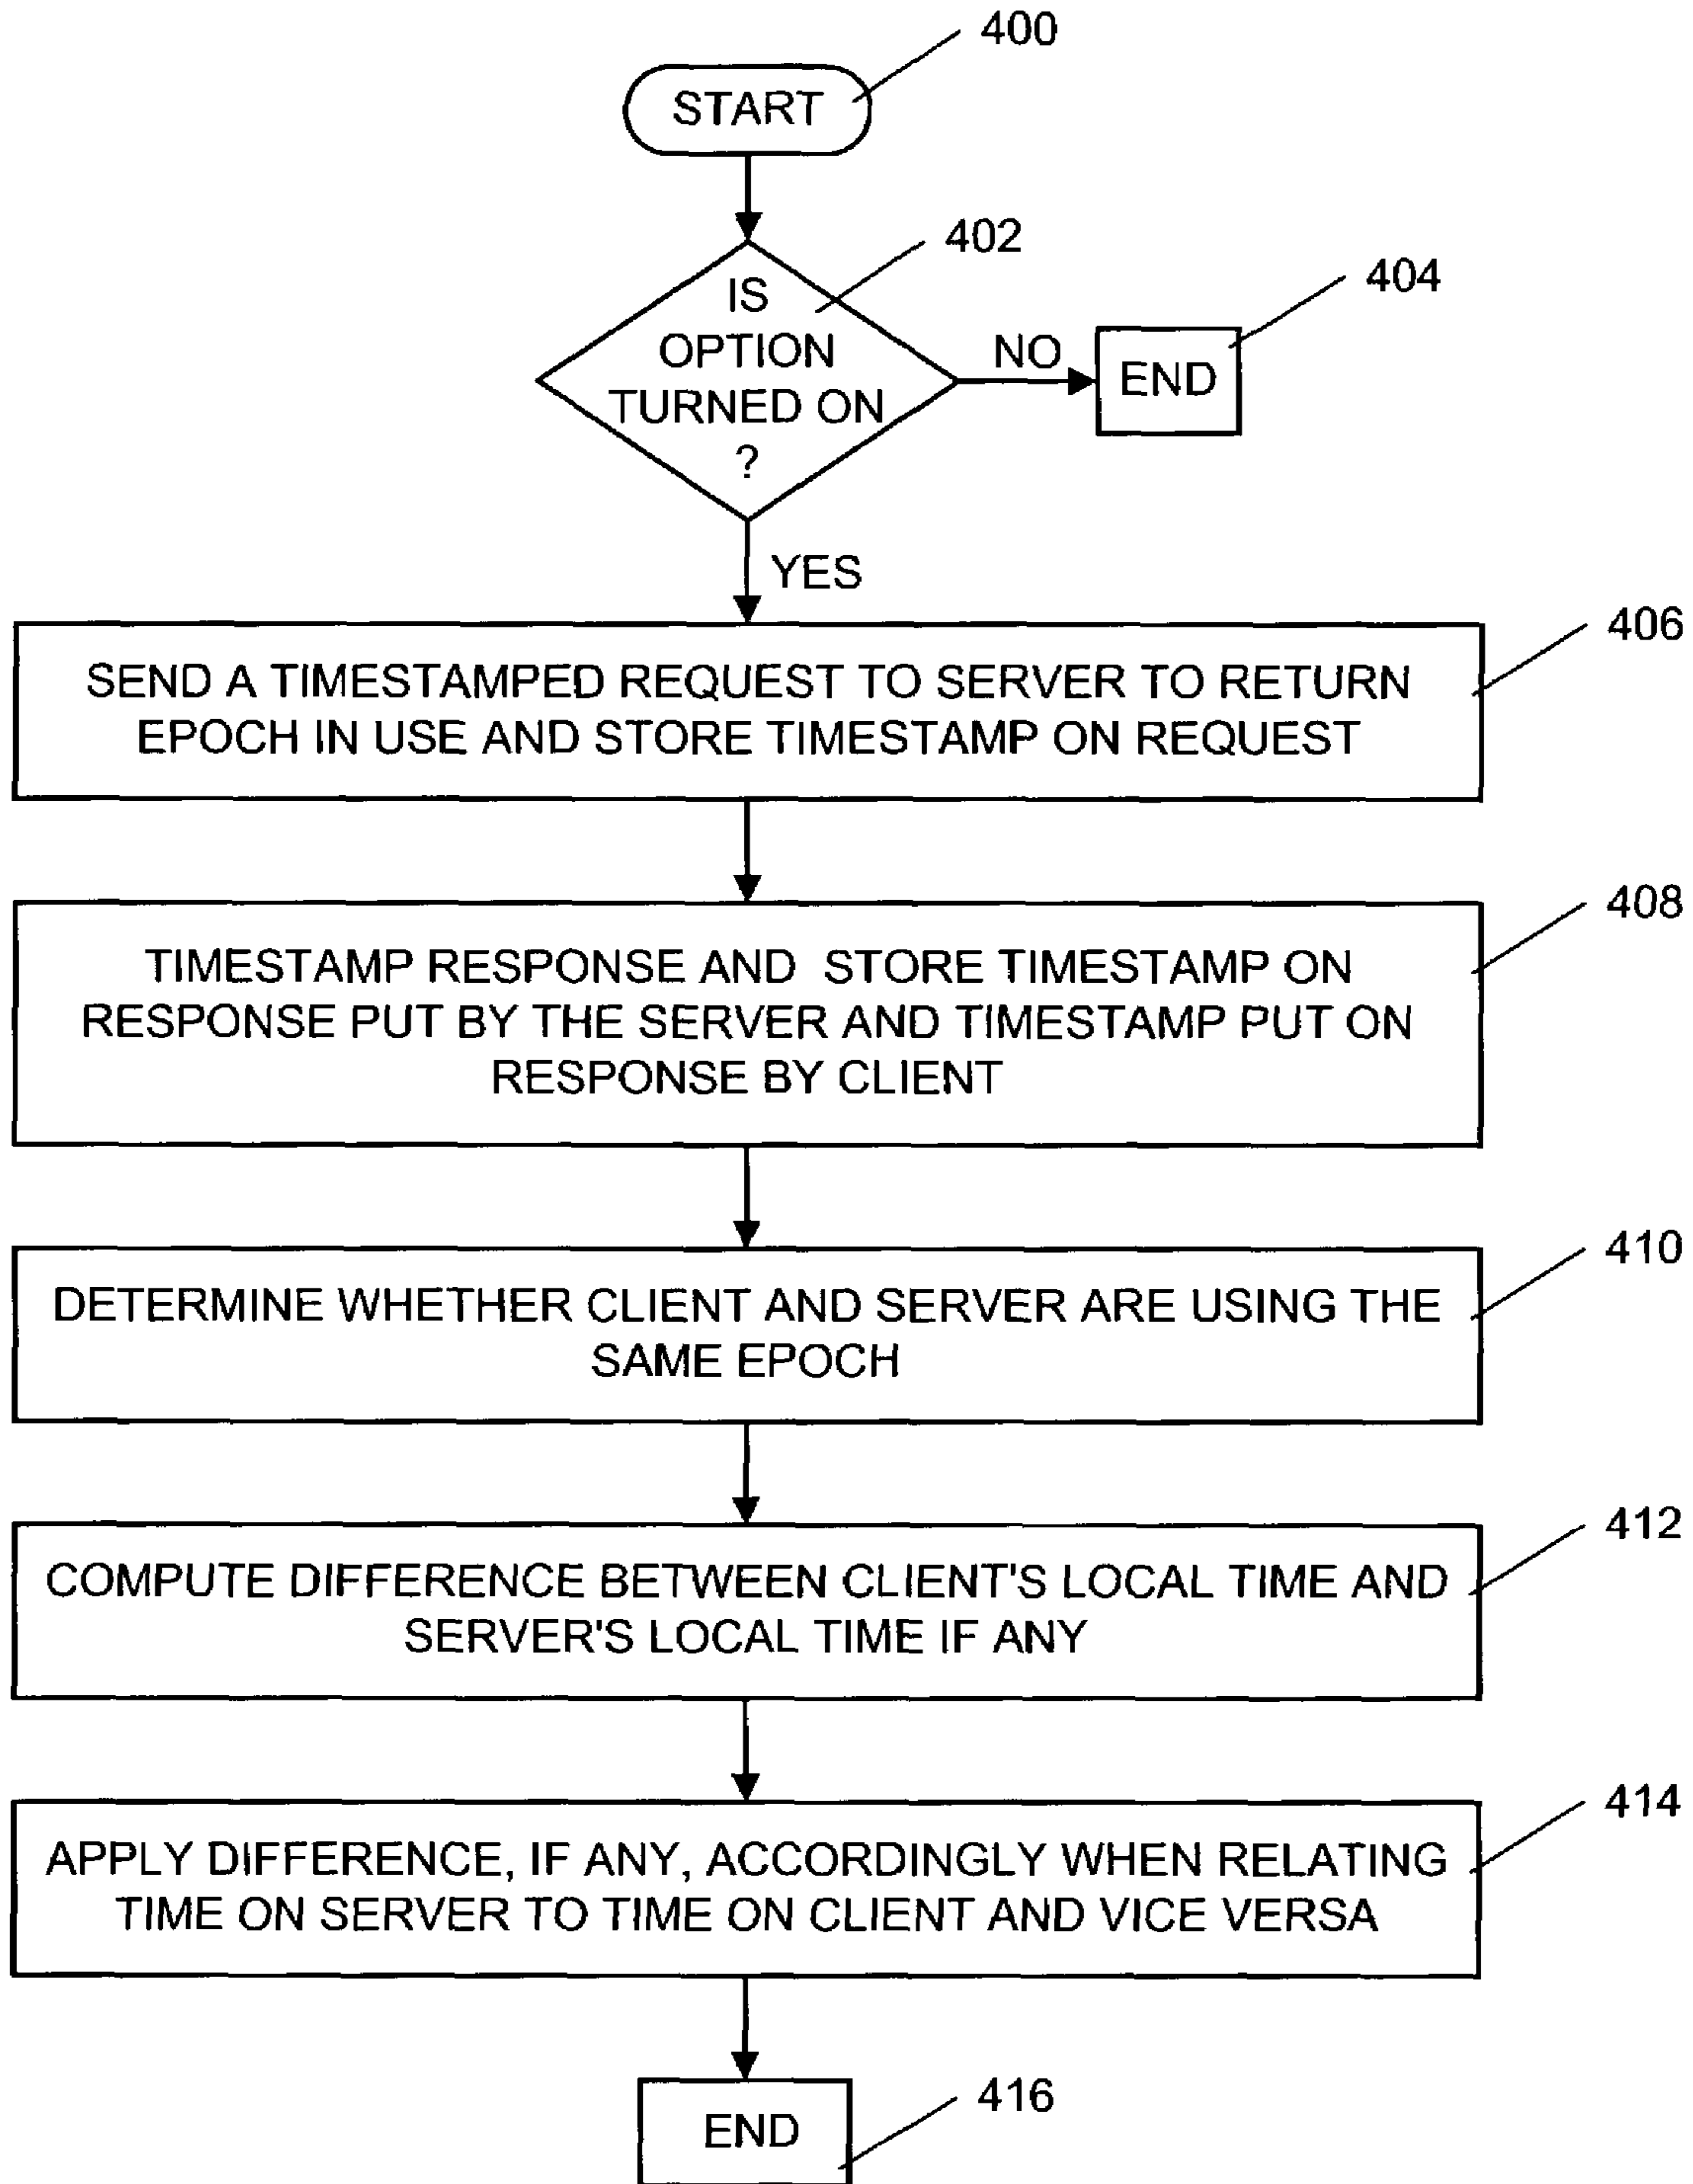 400
START
402
IS
OPTION
TURNED ON
?
404
NO
END
YES
406
SEND A TIMESTAMPED REQUEST TO SERVER TO RETURN
EPOCH IN USE AND STORE TIMESTAMP ON REQUEST
408
TIMESTAMP RESPONSE AND STORE TIMESTAMP ON
RESPONSE PUT BY THE SERVER AND TIMESTAMP PUT ON
RESPONSE BY CLIENT
410
DETERMINE WHETHER CLIENT AND SERVER ARE USING THE
SAME EPOCH
412
COMPUTE DIFFERENCE BETWEEN CLIENT'S LOCAL TIME AND
SERVER'S LOCAL TIME IF ANY
414
APPLY DIFFERENCE, IF ANY, ACCORDINGLY WHEN RELATING
TIME ON SERVER TO TIME ON CLIENT AND VICE VERSA
416
END